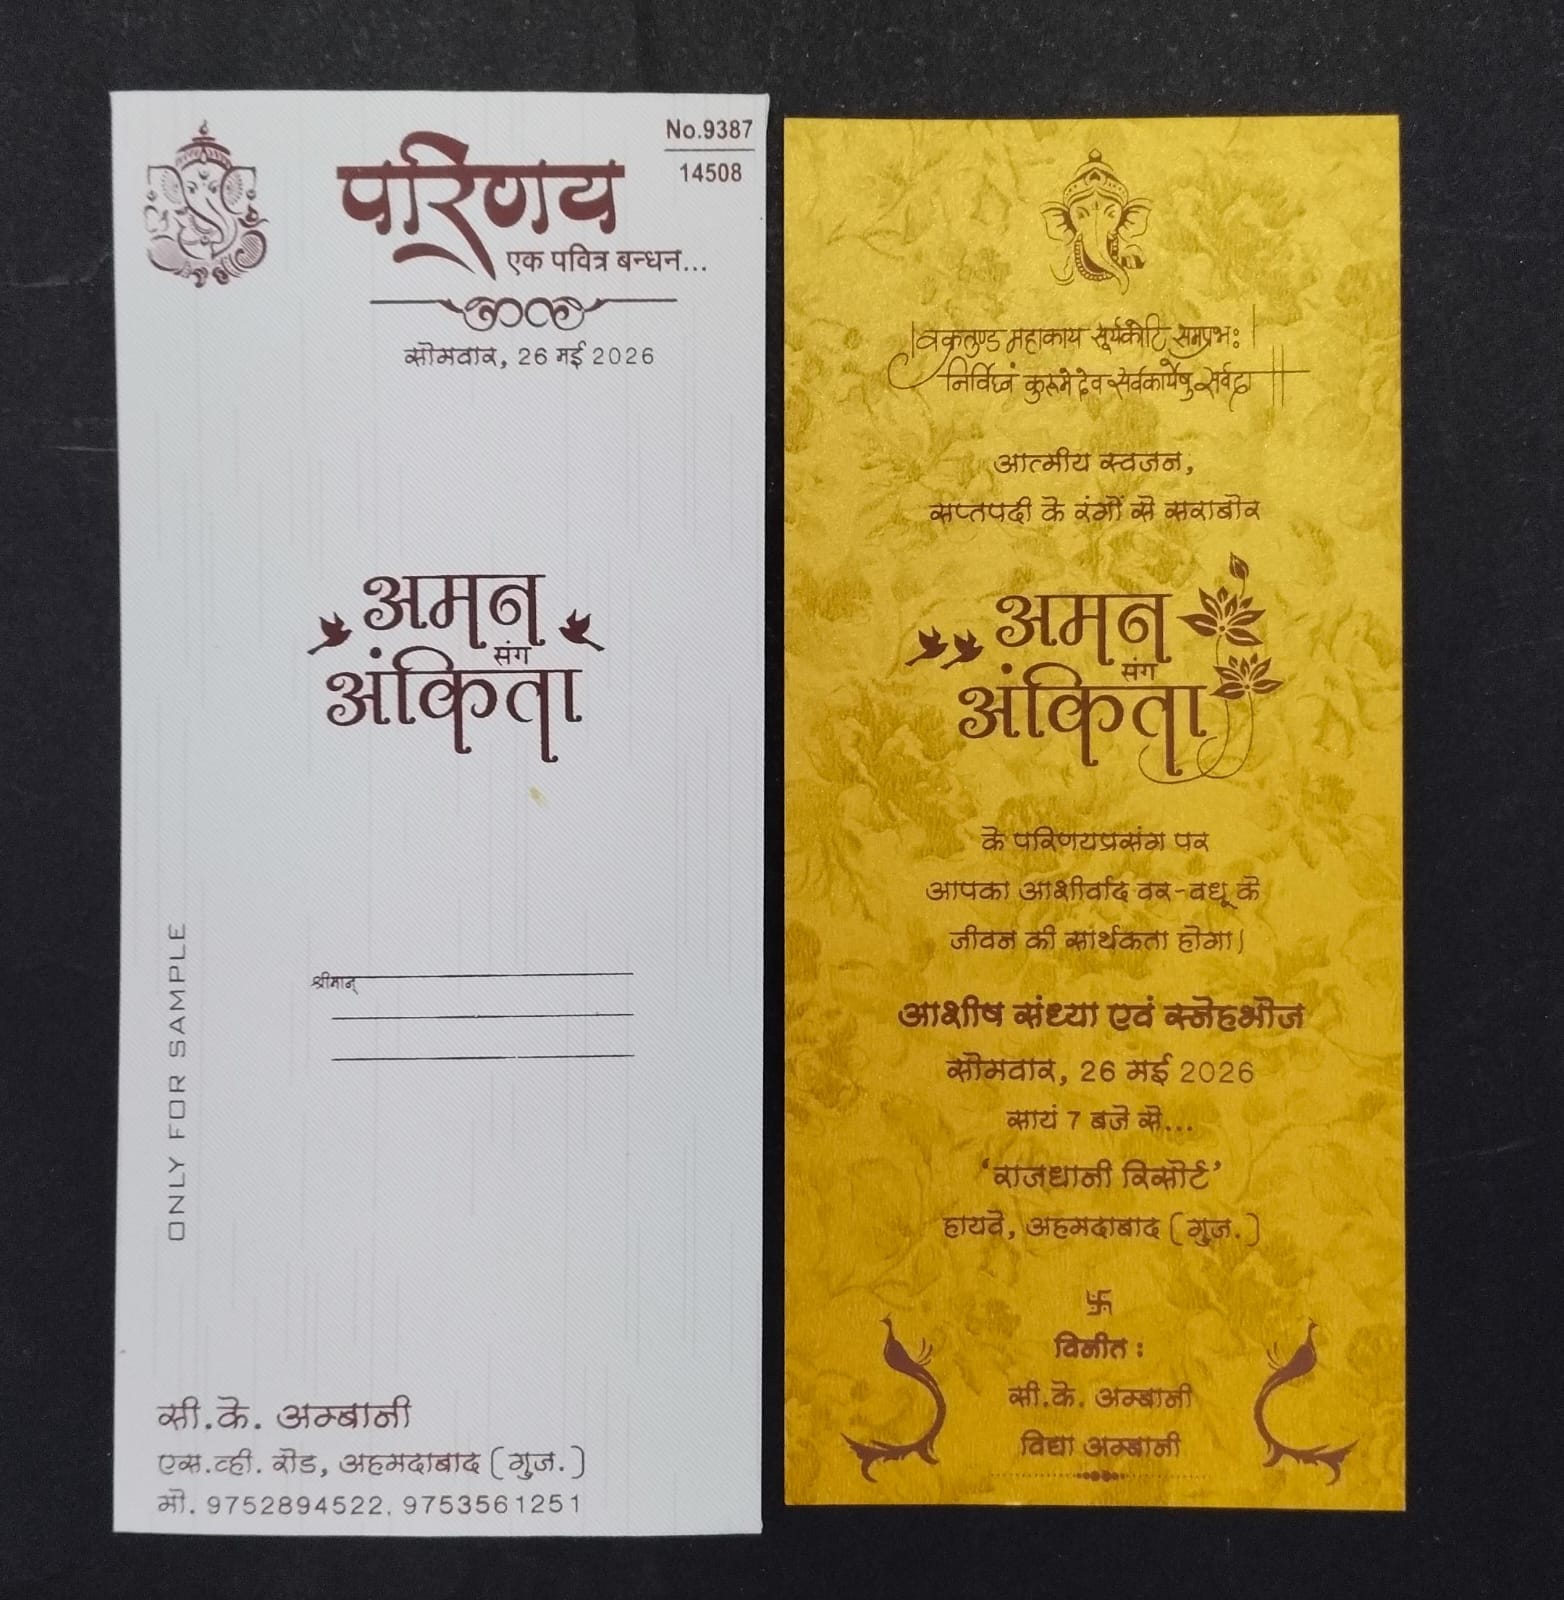 No.9387
14508
परिणय
एक पवित्र बन्धन...
सोमवार, 26 मई 2026
अमन
संग
अंकिता
श्रीमान्
ONLY FOR SAMPLE
सी.के. अम्बानी
एस.व्ही. रोड, अहमदाबाद (गुज.)
मो. 9752894522, 9753561251
।वक्रतुण्ड महाकाय सूर्यकोटि समप्रभः।
निर्विघ्नं कुरूमे देव सर्वकार्येषु सर्वदा॥
आत्मीय स्वजन,
सप्तपदी के रंगों से सराबोर
अमन
संग
अंकिता
के परिणयप्रसंग पर
आपका आशीर्वाद वर-वधू के
जीवन की सार्थकता होगा।
आशीष संध्या एवं स्नेहभोज
सोमवार, 26 मई 2026
सायं 7 बजे से...
‘राजधानी रिसोर्ट’
हायवे, अहमदाबाद (गुज.)
卐
विनीत :
सी.के. अम्बानी
विद्या अम्बानी